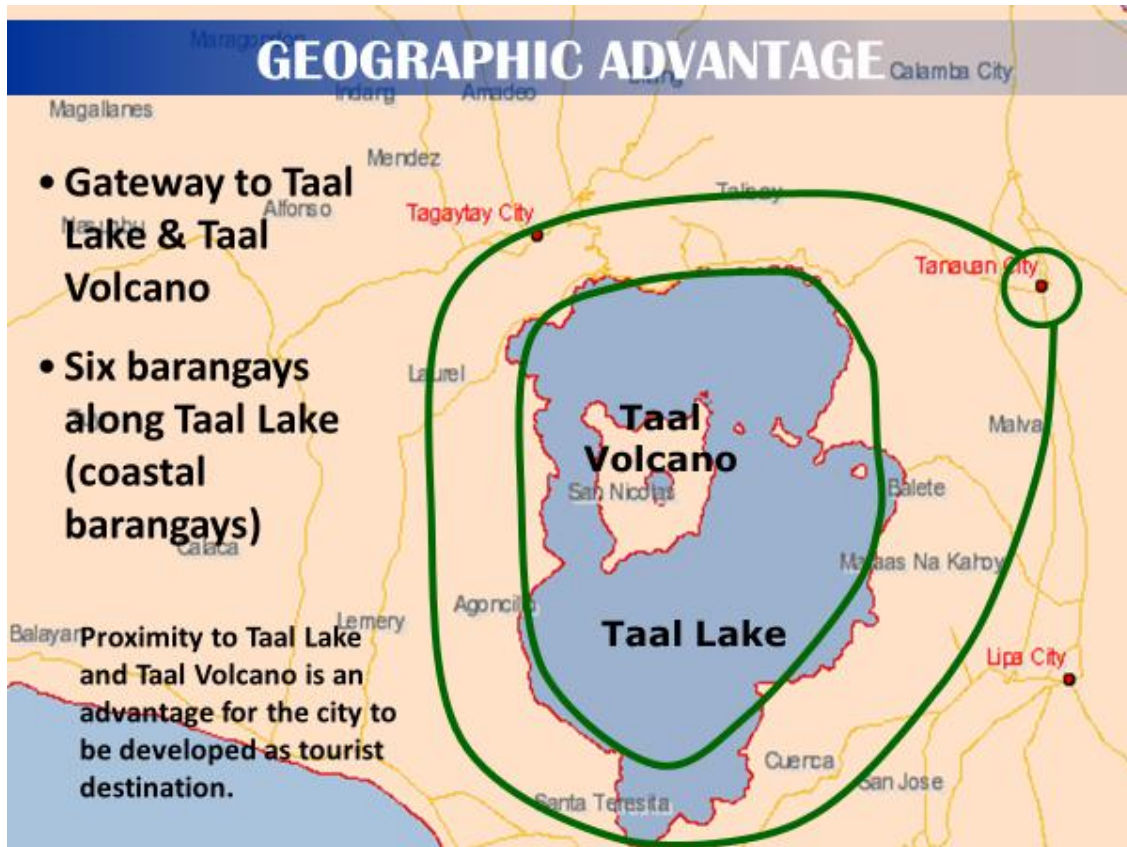 GEOGRAPHIC ADVANTAGE
Calamba City
Indang
Amadeo
Magallanes
Mendez
• Gateway to Taal
Lake & Taal
Volcano
Alfonso
Tagaytay City
Talisay
Tanauan City
• Six barangays
along Taal Lake
(coastal
barangays)
Laurel
Taal
Volcano
San Nicolas
Malva
Balete
Calaca
Mataas Na Kahoy
Agoncillo
Lemery
Balayan
Proximity to Taal Lake
and Taal Volcano is an
advantage for the city to
be developed as tourist
destination.
Taal Lake
Lipa City
Cuenca
San Jose
Santa Teresita